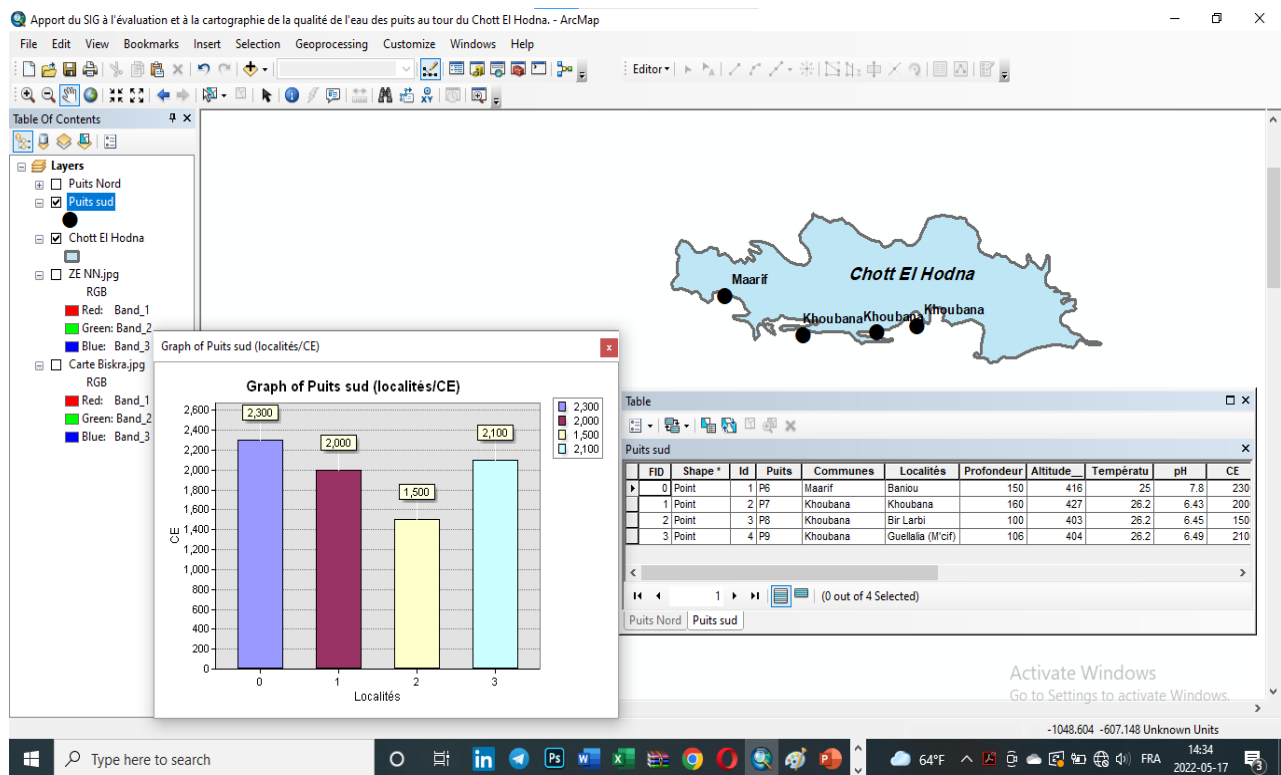 Apport du SIG à l'évaluation et à la cartographie de la qualité de l'eau des puits au tour du Chott El Hodna. - ArcMap
File Edit View Bookmarks Insert Selection Geoprocessing Customize Windows Help
Editor
Table Of Contents
Layers
Puits Nord
Puits sud
Chott El Hodna
ZE NN.jpg
RGB
Red: Band_1
Green: Band_2
Blue: Band_3
Carte Biskra.jpg
RGB
Red: Band_1
Green: Band_2
Blue: Band_3
Maarif
Chott El Hodna
Khoubana
Khoubana
Khoubana
Graph of Puits sud (localités/CE)
Graph of Puits sud (localités/CE)
2,600
2,400
2,200
2,000
1,800
1,600
1,400
1,200
1,000
800
600
400
200
0
CE
2,300
2,000
1,500
2,100
0 1 2 3
Localités
2,300
2,000
1,500
2,100
Table
Puits sud
FID Shape * Id Puits Communes Localités Profondeur Altitude__ Températu pH CE
0 Point 1 P6 Maarif Baniou 150 416 25 7.8 230
1 Point 2 P7 Khoubana Khoubana 160 427 26.2 6.43 200
2 Point 3 P8 Khoubana Bir Larbi 100 403 26.2 6.45 150
3 Point 4 P9 Khoubana Guellalia (M'cif) 106 404 26.2 6.49 210
1 (0 out of 4 Selected)
Puits Nord Puits sud
Activate Windows
Go to Settings to activate Windows.
-1048.604 -607.148 Unknown Units
Type here to search
64°F FRA 14:34
2022-05-17